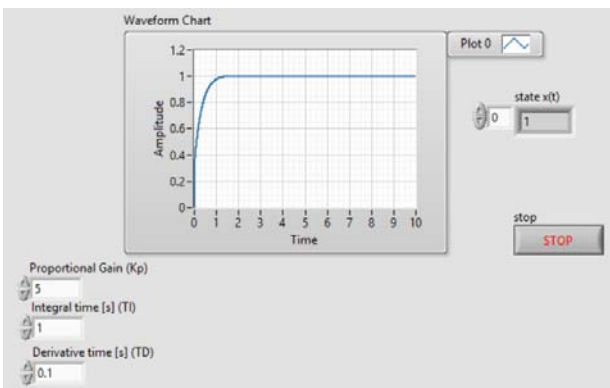 Waveform Chart
Plot 0
1.2
1
0.8
0.6
0.4
0.2
0
Amplitude
0 1 2 3 4 5 6 7 8 9 10
Time
state x(t)
0 1
stop
STOP
Proportional Gain (Kp)
5
Integral time [s] (TI)
1
Derivative time [s] (TD)
0.1